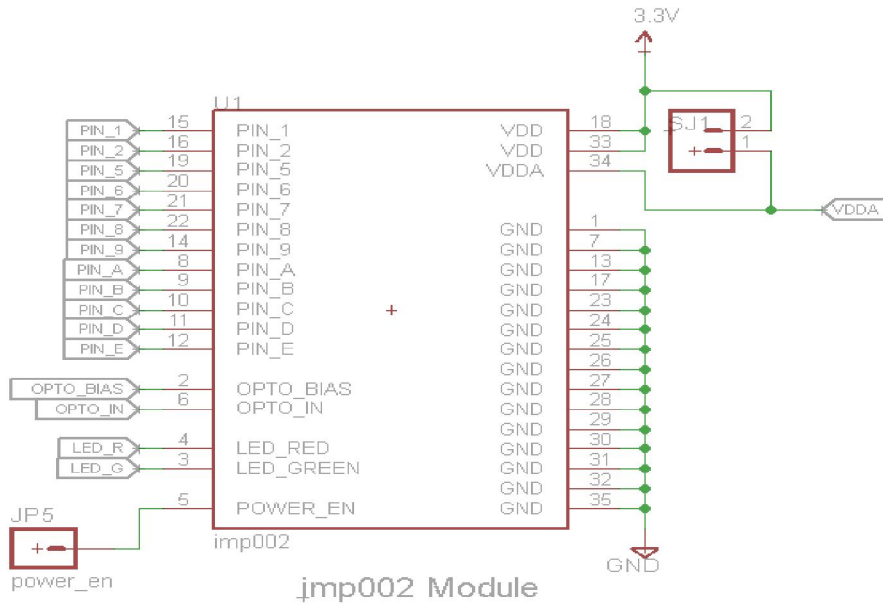 3.3V
U1
SJ1
2
1
PIN_1 15 PIN_1 VDD 18
PIN_2 16 PIN_2 VDD 33
PIN_5 19 PIN_5 VDDA 34
PIN_6 20 PIN_6
PIN_7 21 PIN_7
VDDA
PIN_8 22 PIN_8 GND 1
PIN_9 14 PIN_9 GND 7
PIN_A 8 PIN_A GND 13
PIN_B 9 PIN_B GND 17
PIN_C 10 PIN_C GND 23
PIN_D 11 PIN_D GND 24
PIN_E 12 PIN_E GND 25
GND 26
OPTO_BIAS 2 OPTO_BIAS GND 27
OPTO_IN 6 OPTO_IN GND 28
GND 29
LED_R 4 LED_RED GND 30
LED_G 3 LED_GREEN GND 31
GND 32
5 POWER_EN GND 35
JP5
imp002
power_en
GND
imp002 Module